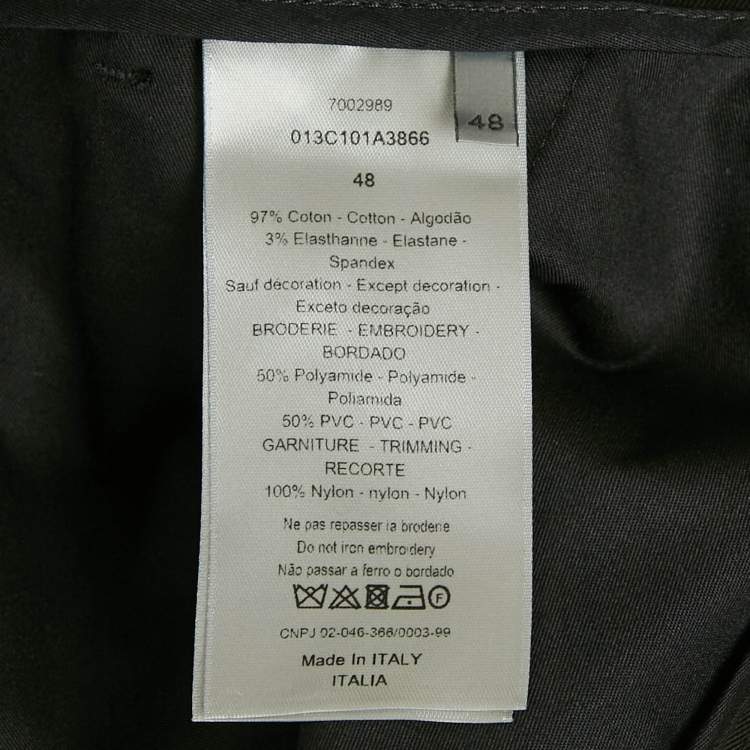 7002989
48
013C101A3866
48
97% Coton - Cotton - Algodão
3% Elasthanne - Elastane -
Spandex
Sauf décoration - Except decoration -
Exceto decoração
BRODERIE - EMBROIDERY -
BORDADO
50% Polyamide - Polyamide -
Poliamida
50% PVC - PVC - PVC
GARNITURE - TRIMMING -
RECORTE
100% Nylon - nylon - Nylon
Ne pas repasser la broderie
Do not iron embroidery
Não passar a ferro o bordado
F
CNPJ 02-046-366/0003-99
Made in ITALY
ITALIA